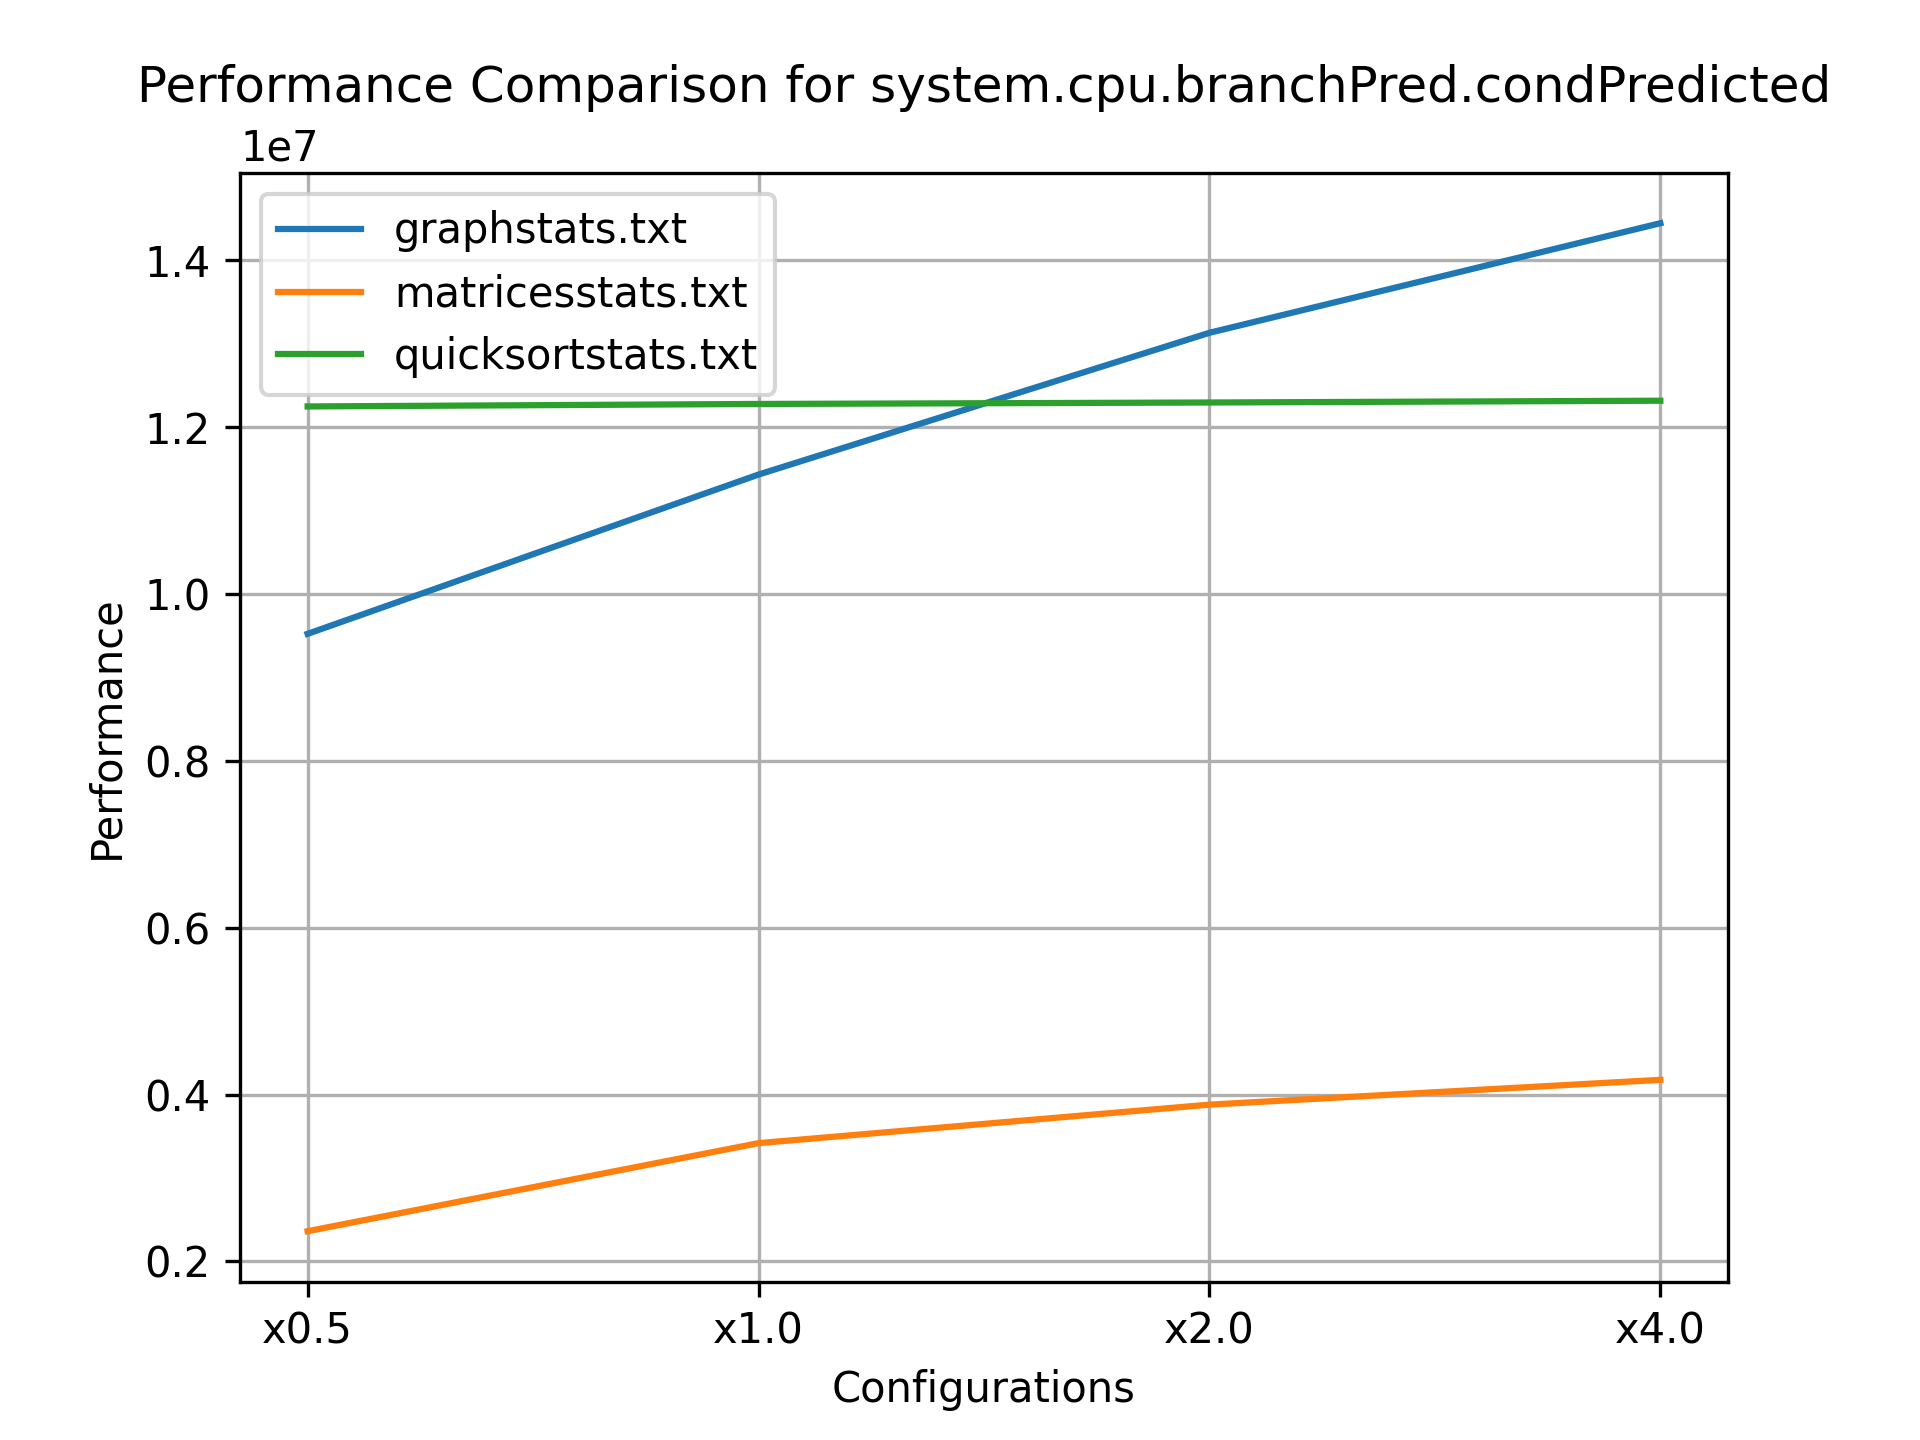 Performance Comparison for system.cpu.branchPred.condPredicted
1e7
graphstats.txt
matricesstats.txt
quicksortstats.txt
1.4
1.2
1.0
0.8
0.6
0.4
0.2
Performance
x0.5 x1.0 x2.0 x4.0
Configurations